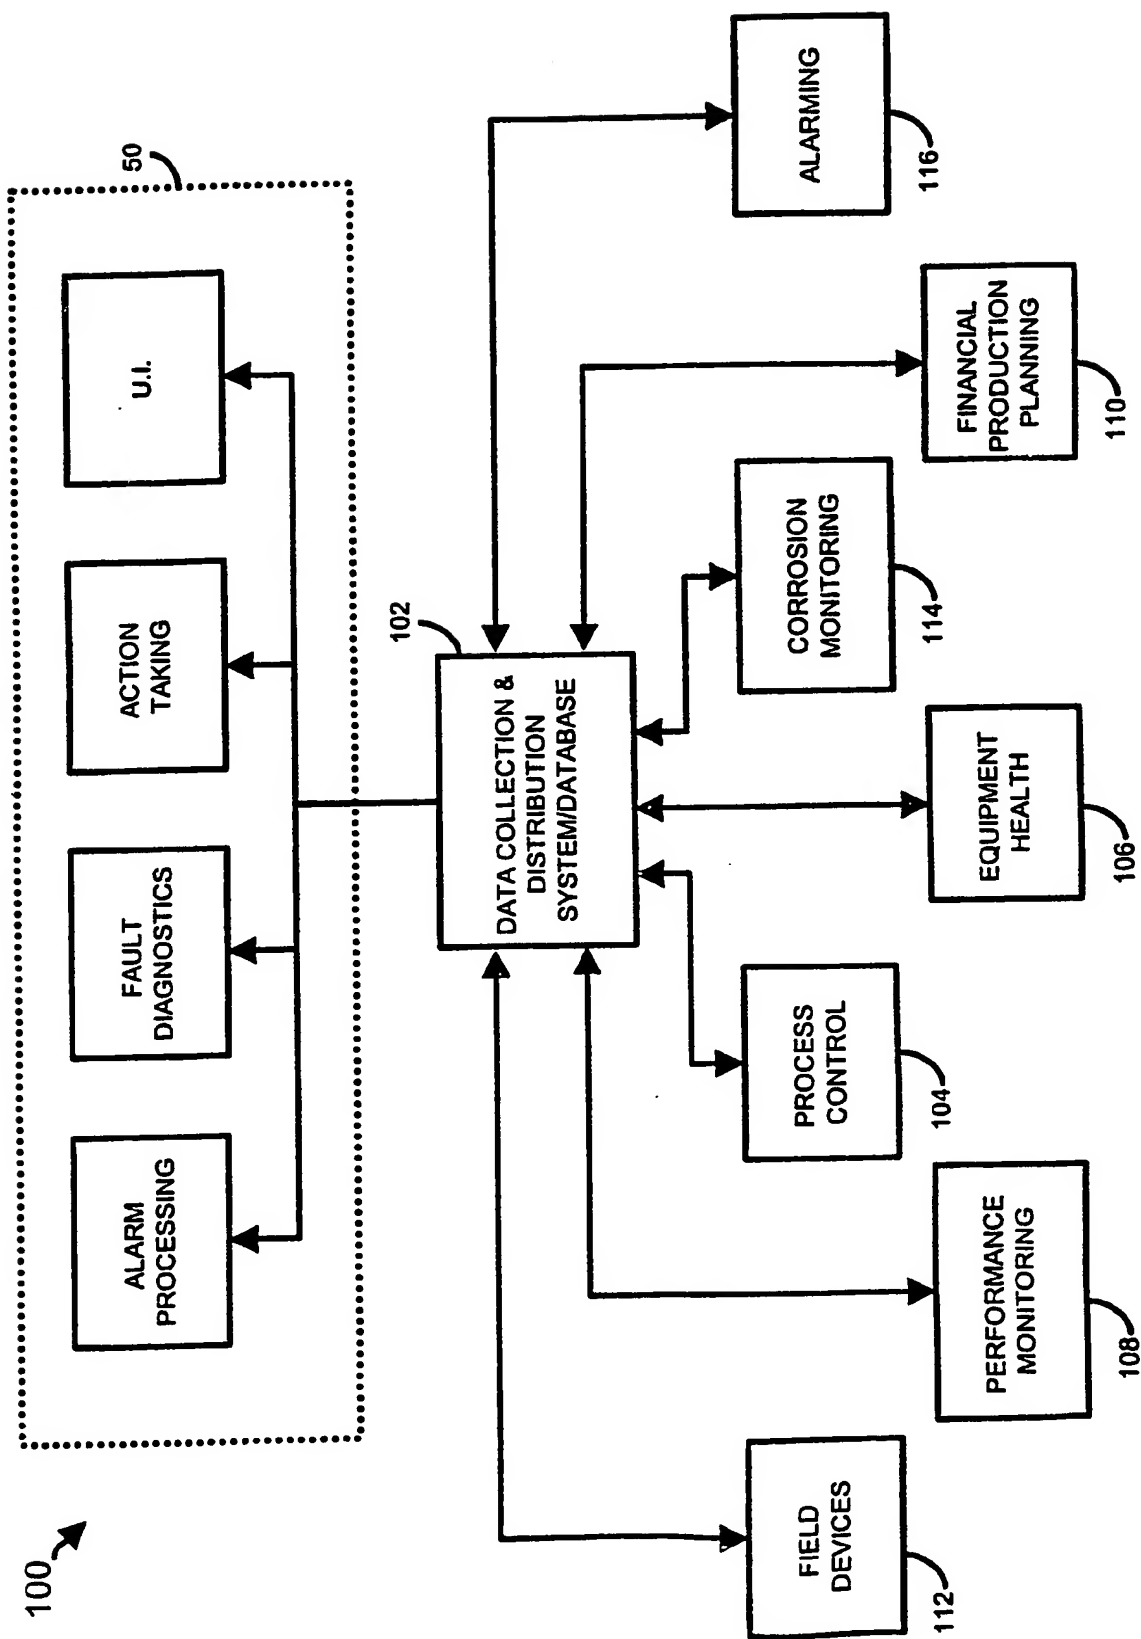 100
50
ALARM
PROCESSING
FAULT
DIAGNOSTICS
ACTION
TAKING
U.I.
102
DATA COLLECTION &
DISTRIBUTION
SYSTEM/DATABASE
FIELD
DEVICES
112
PERFORMANCE
MONITORING
108
PROCESS
CONTROL
104
EQUIPMENT
HEALTH
106
CORROSION
MONITORING
114
FINANCIAL
PRODUCTION
PLANNING
110
ALARMING
116